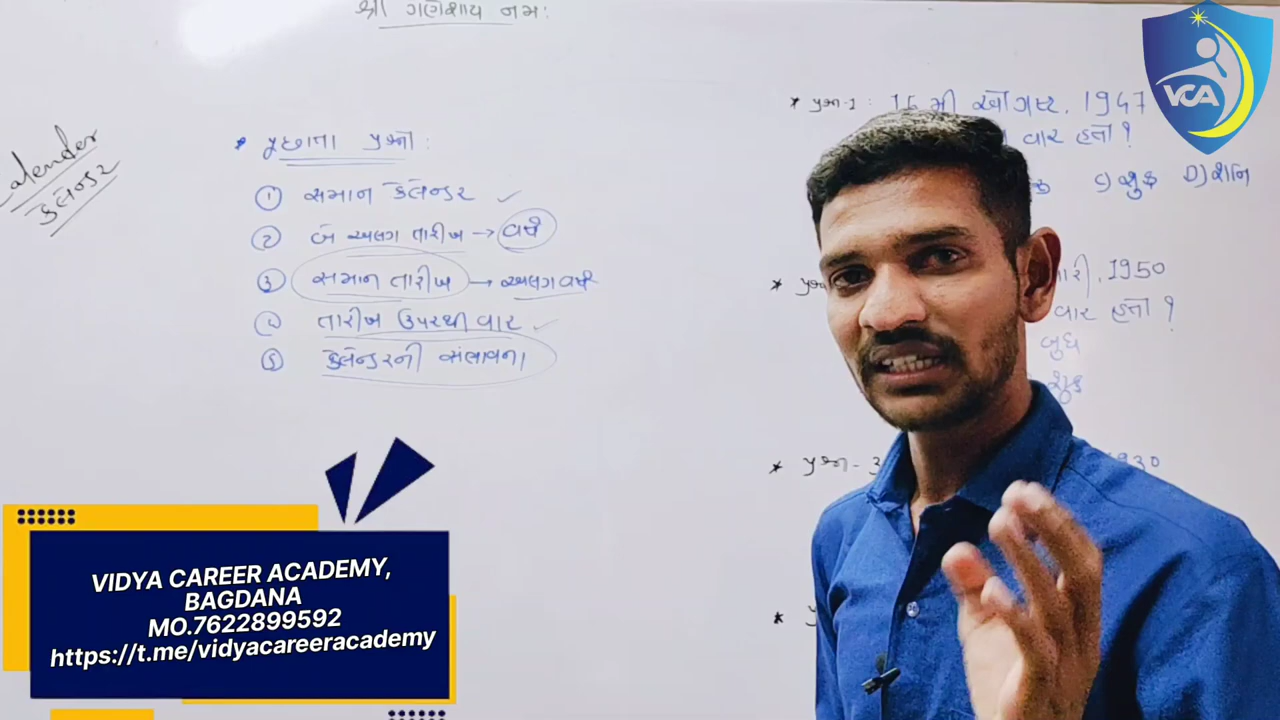 શ્રી ગણેશાય નમઃ
Calender
કેલેન્ડર
* પૂછાતા પ્રશ્નો :
① સમાન કેલેન્ડર ✓
② બે અલગ તારીખ → વર્ષ
③ સમાન તારીખ → અલગ વર્ષ
④ તારીખ ઉપરથી વાર ✓
⑤ કેલેન્ડરની સંભાવના
* પ્રશ્ન-1 : 15 મી ઓગસ્ટ, 1947
વાર હતો ?
C) શુક્ર D) શનિ
1950
વાર હતો ?
બુધ
શુક્ર
* પ્રશ્ન - 3
1930
VCA
VIDYA CAREER ACADEMY,
BAGDANA
MO.7622899592
https://t.me/vidyacareeracademy